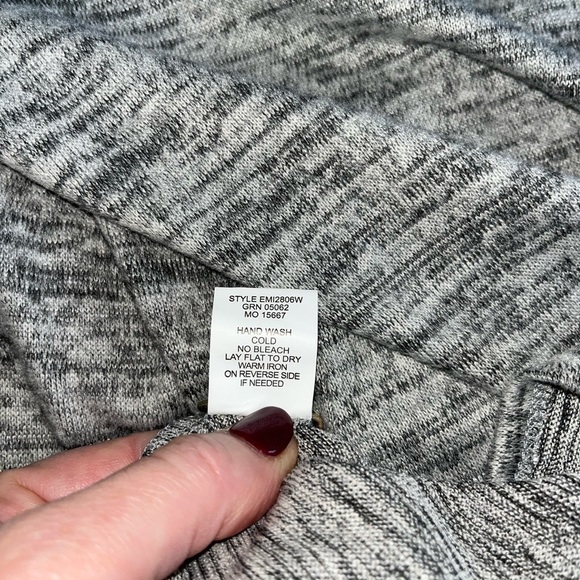 STYLE EMI2806W
GRN 05062
MO 15667
HAND WASH
COLD
NO BLEACH
LAY FLAT TO DRY
WARM IRON
ON REVERSE SIDE
IF NEEDED